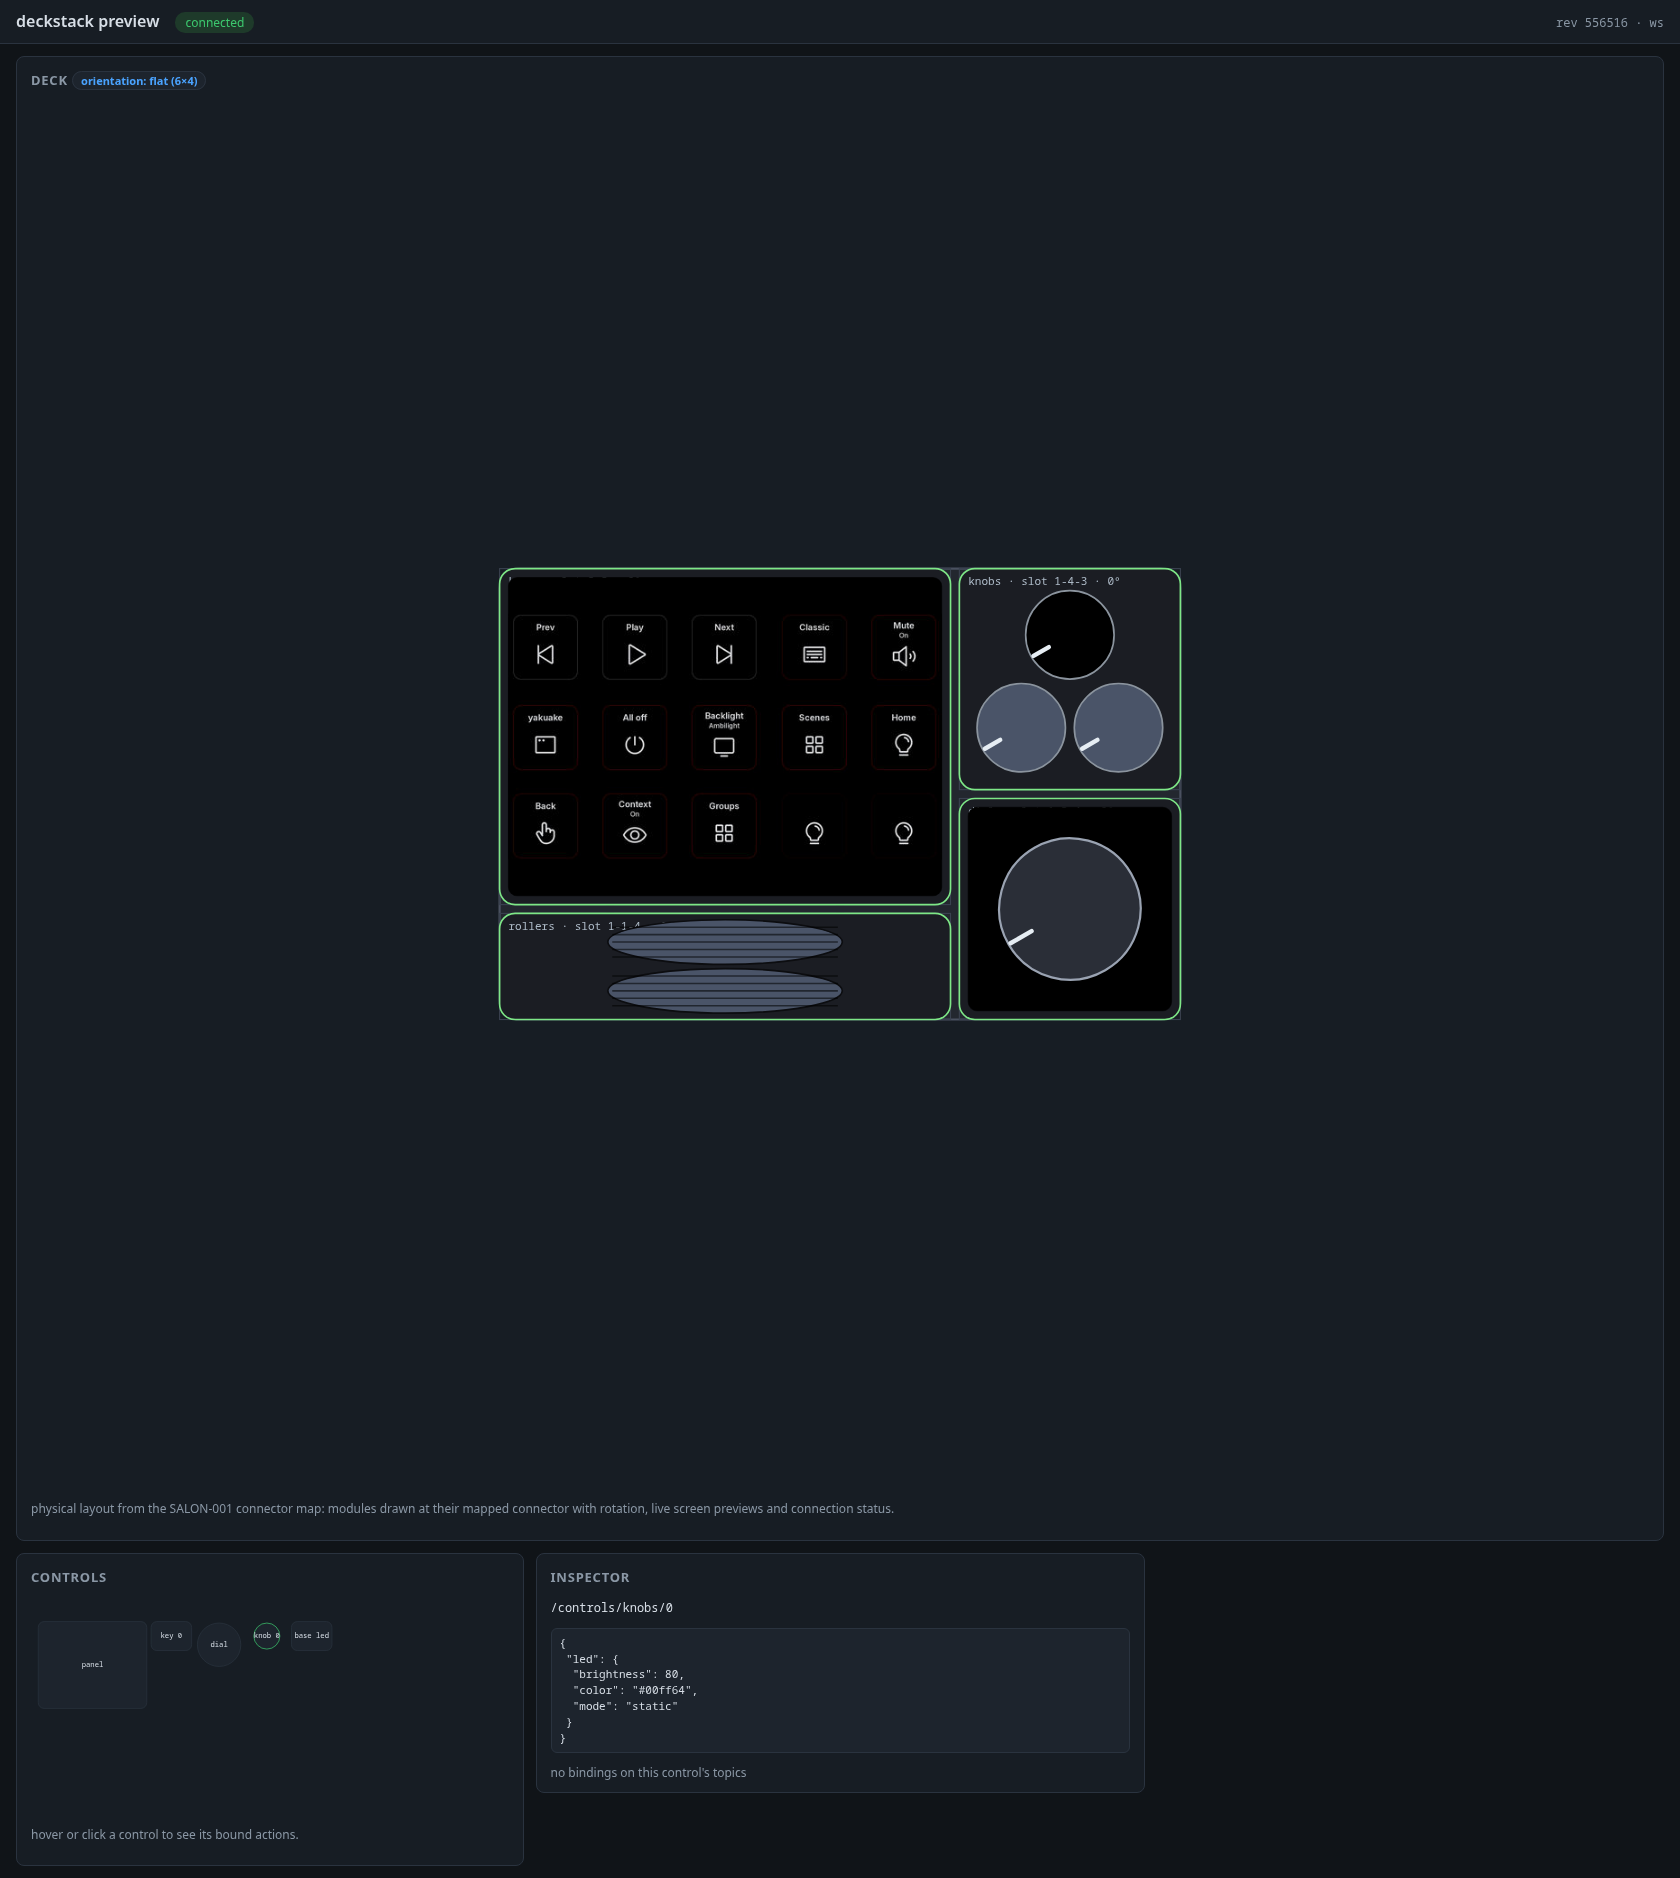 deckstack preview
connected
rev 556516 · ws
DECK
orientation: flat (6×4)
knobs · slot 1-4-3 · 0°
Prev
Play
Next
Classic
Mute
On
yakuake
All off
Backlight
Ambilight
Scenes
Home
Back
Context
On
Groups
rollers · slot 1-1-4
physical layout from the SALON-001 connector map: modules drawn at their mapped connector with rotation, live screen previews and connection status.
CONTROLS
panel
key 0
dial
knob 0
base led
hover or click a control to see its bound actions.
INSPECTOR
/controls/knobs/0
{
"led": {
"brightness": 80,
"color": "#00ff64",
"mode": "static"
}
}
no bindings on this control's topics